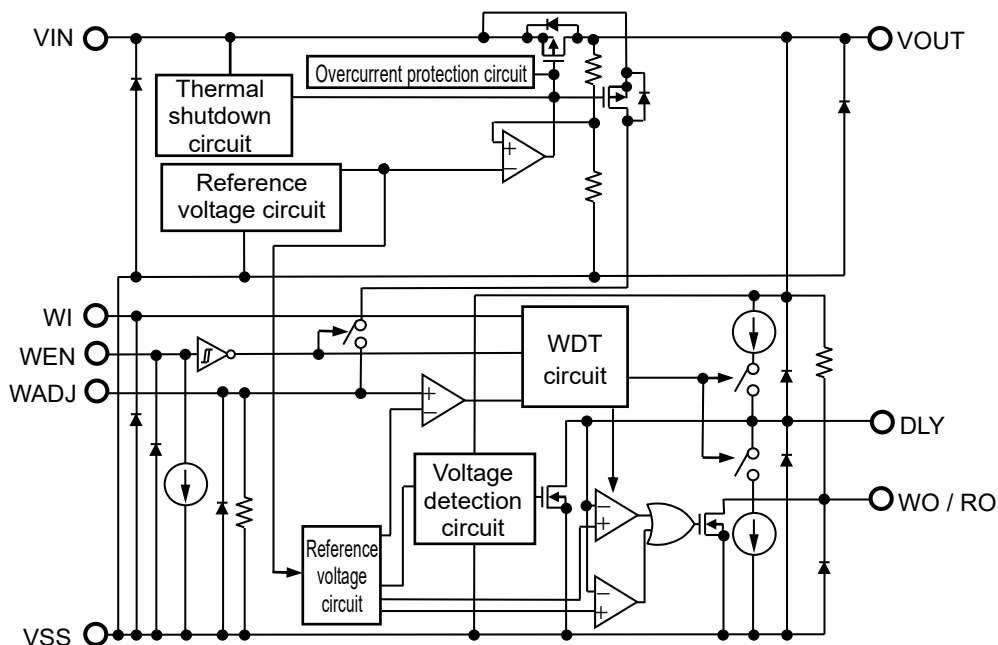 VIN
VOUT
Overcurrent protection circuit
Thermal
shutdown
circuit
+
−
Reference
voltage circuit
WI
WEN
WADJ
WDT
circuit
+
−
DLY
Voltage
detection
circuit
−
+
WO / RO
Reference
voltage
circuit
−
+
VSS